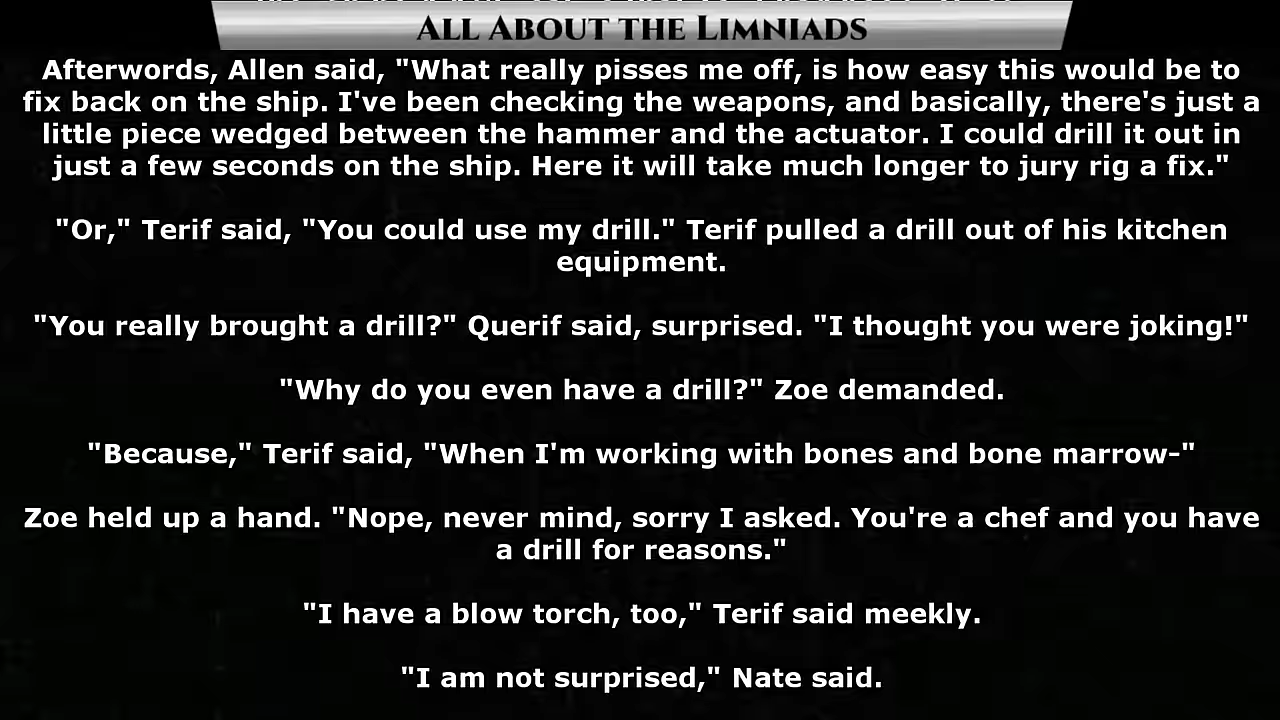 All About the Limniads
Afterwords, Allen said, "What really pisses me off, is how easy this would be to
fix back on the ship. I've been checking the weapons, and basically, there's just a
little piece wedged between the hammer and the actuator. I could drill it out in
just a few seconds on the ship. Here it will take much longer to jury rig a fix."
"Or," Terif said, "You could use my drill." Terif pulled a drill out of his kitchen
equipment.
"You really brought a drill?" Querif said, surprised. "I thought you were joking!"
"Why do you even have a drill?" Zoe demanded.
"Because," Terif said, "When I'm working with bones and bone marrow-"
Zoe held up a hand. "Nope, never mind, sorry I asked. You're a chef and you have
a drill for reasons."
"I have a blow torch, too," Terif said meekly.
"I am not surprised," Nate said.